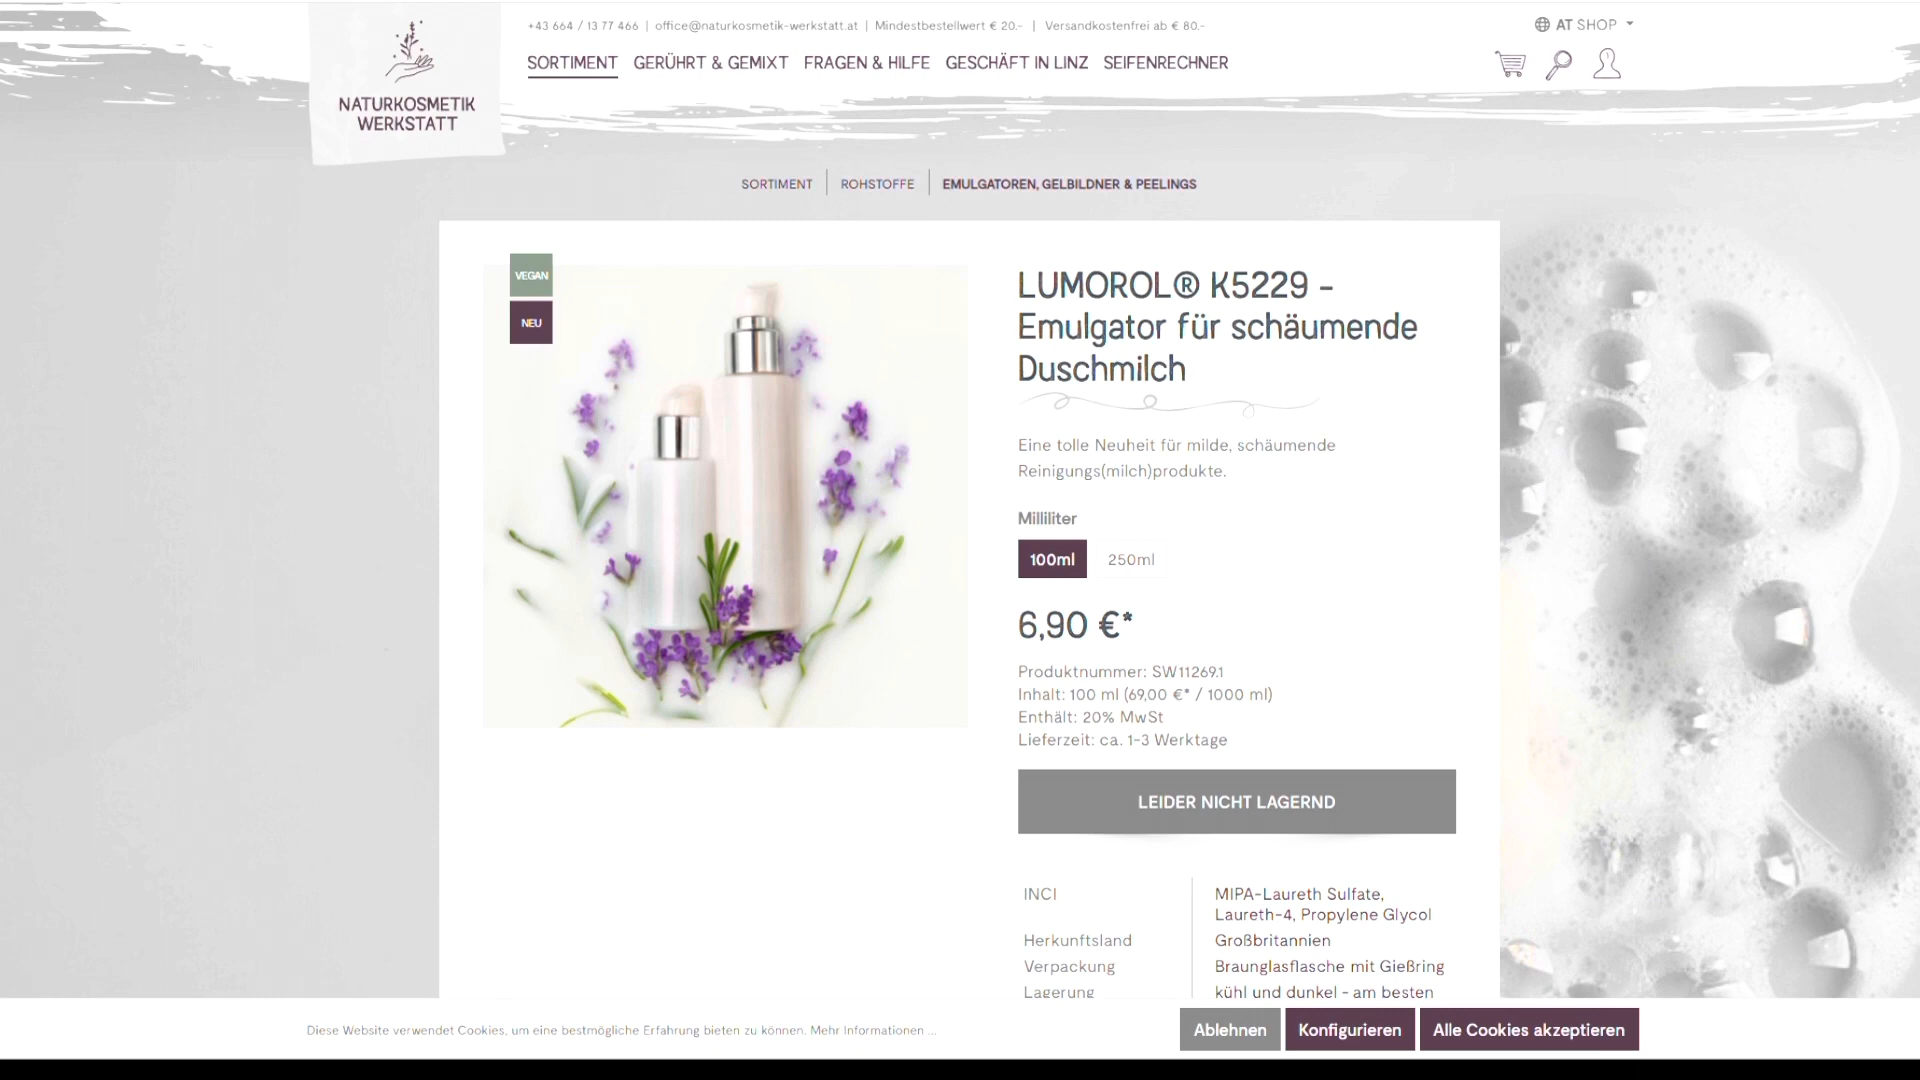 +43 664 / 13 77 466 | office@naturkosmetik-werkstatt.at | Mindestbestellwert € 20.- | Versandkostenfrei ab € 80.-
AT SHOP
SORTIMENT GERÜHRT & GEMIXT FRAGEN & HILFE GESCHÄFT IN LINZ SEIFENRECHNER
NATURKOSMETIK
WERKSTATT
SORTIMENT ROHSTOFFE EMULGATOREN, GELBILDNER & PEELINGS
VEGAN
NEU
LUMOROL® K5229 -
Emulgator für schäumende
Duschmilch
Eine tolle Neuheit für milde, schäumende
Reinigungs(milch)produkte.
Milliliter
100ml 250ml
6,90 €*
Produktnummer: SW11269.1
Inhalt: 100 ml (69,00 €* / 1000 ml)
Enthält: 20% MwSt
Lieferzeit: ca. 1-3 Werktage
LEIDER NICHT LAGERND
INCI MIPA-Laureth Sulfate,
Laureth-4, Propylene Glycol
Herkunftsland Großbritannien
Verpackung Braunglasflasche mit Gießring
Lagerung kühl und dunkel - am besten
Diese Website verwendet Cookies, um eine bestmögliche Erfahrung bieten zu können. Mehr Informationen ...
Ablehnen Konfigurieren Alle Cookies akzeptieren